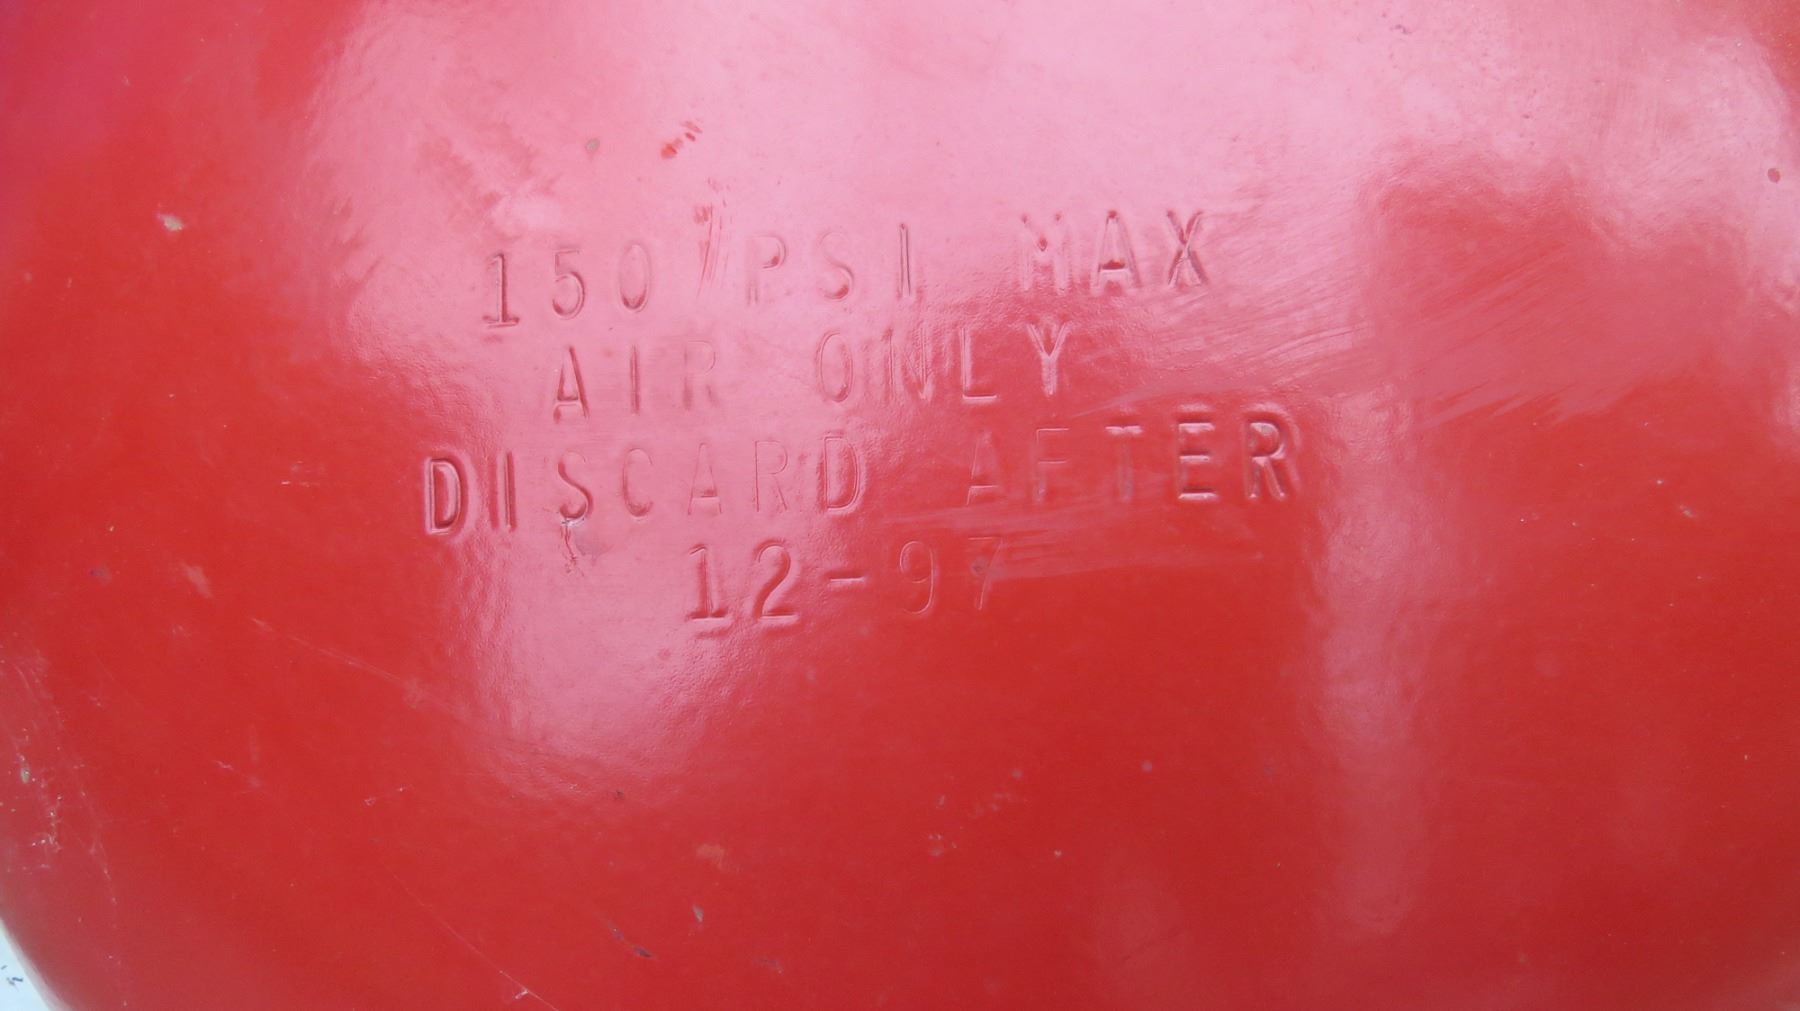 150 PSI MAX
AIR ONLY
DISCARD AFTER
12-97